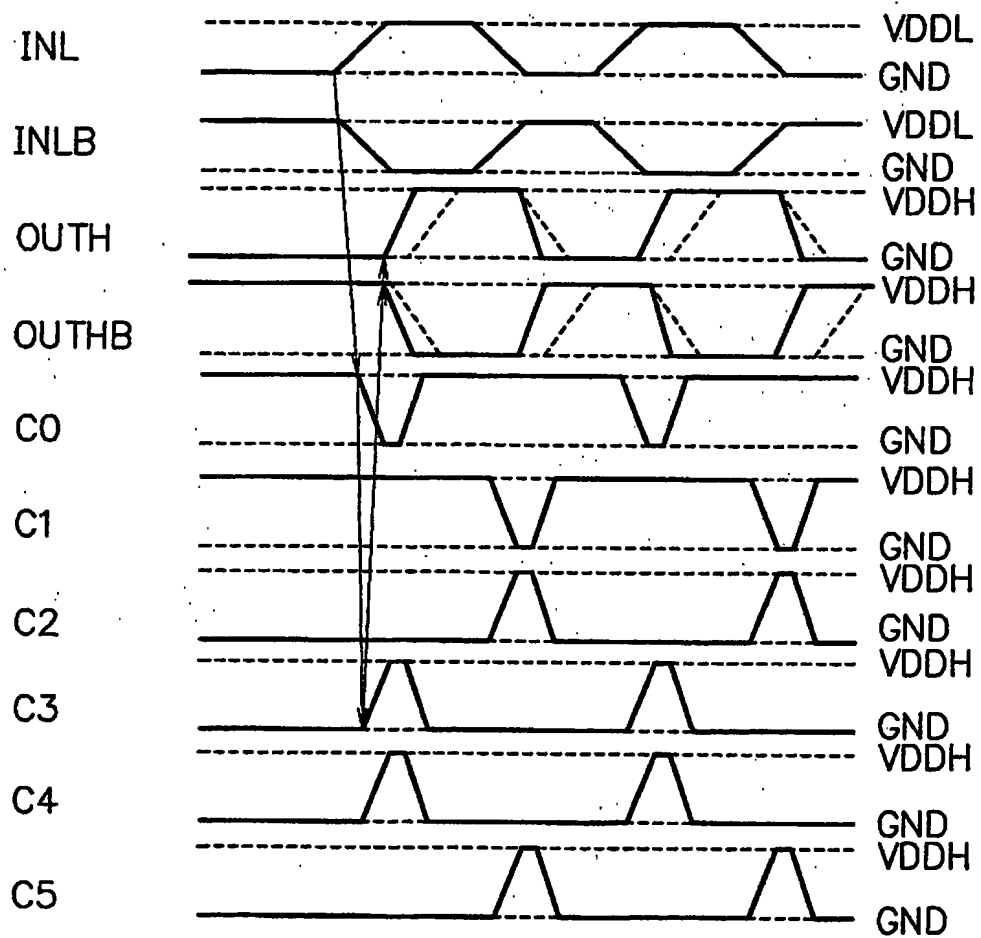 INL VDDL
GND
INLB VDDL
GND
OUTH VDDH
GND
OUTHB VDDH
GND
C0 VDDH
GND
C1 VDDH
GND
C2 VDDH
GND
C3 VDDH
GND
C4 VDDH
GND
C5 VDDH
GND